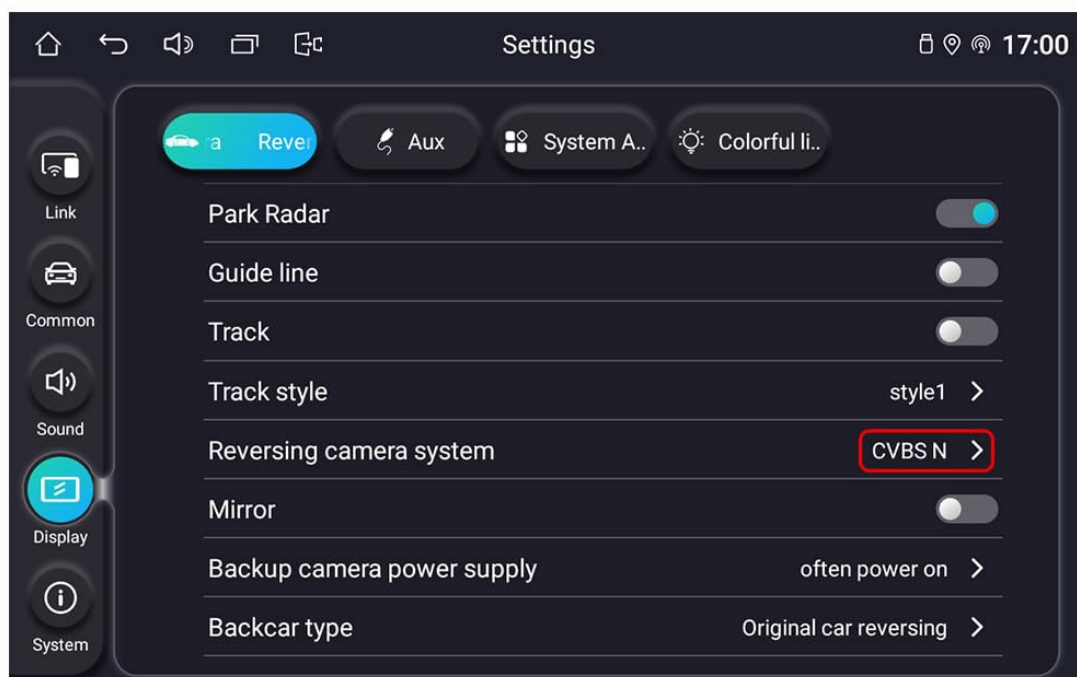 Settings
17:00
ra Rever
Aux
System A..
Colorful li..
Link
Common
Sound
Display
System
Park Radar
Guide line
Track
Track style style1
Reversing camera system CVBS N
Mirror
Backup camera power supply often power on
Backcar type Original car reversing